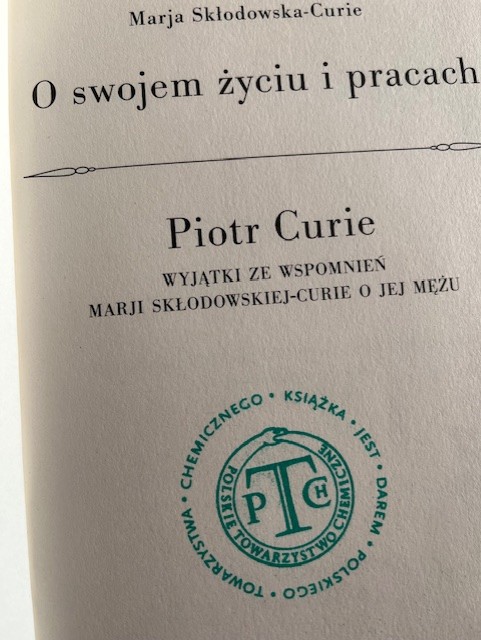 Marja Skłodowska-Curie
O swojem życiu i pracach
Piotr Curie
WYJĄTKI ZE WSPOMNIEŃ
MARJI SKŁODOWSKIEJ-CURIE O JEJ MĘŻU
KSIĄŻKA • JEST • DAREM • POLSKIEGO • TOWARZYSTWA • CHEMICZNEGO •
POLSKIE TOWARZYSTWO CHEMICZNE
PTCH